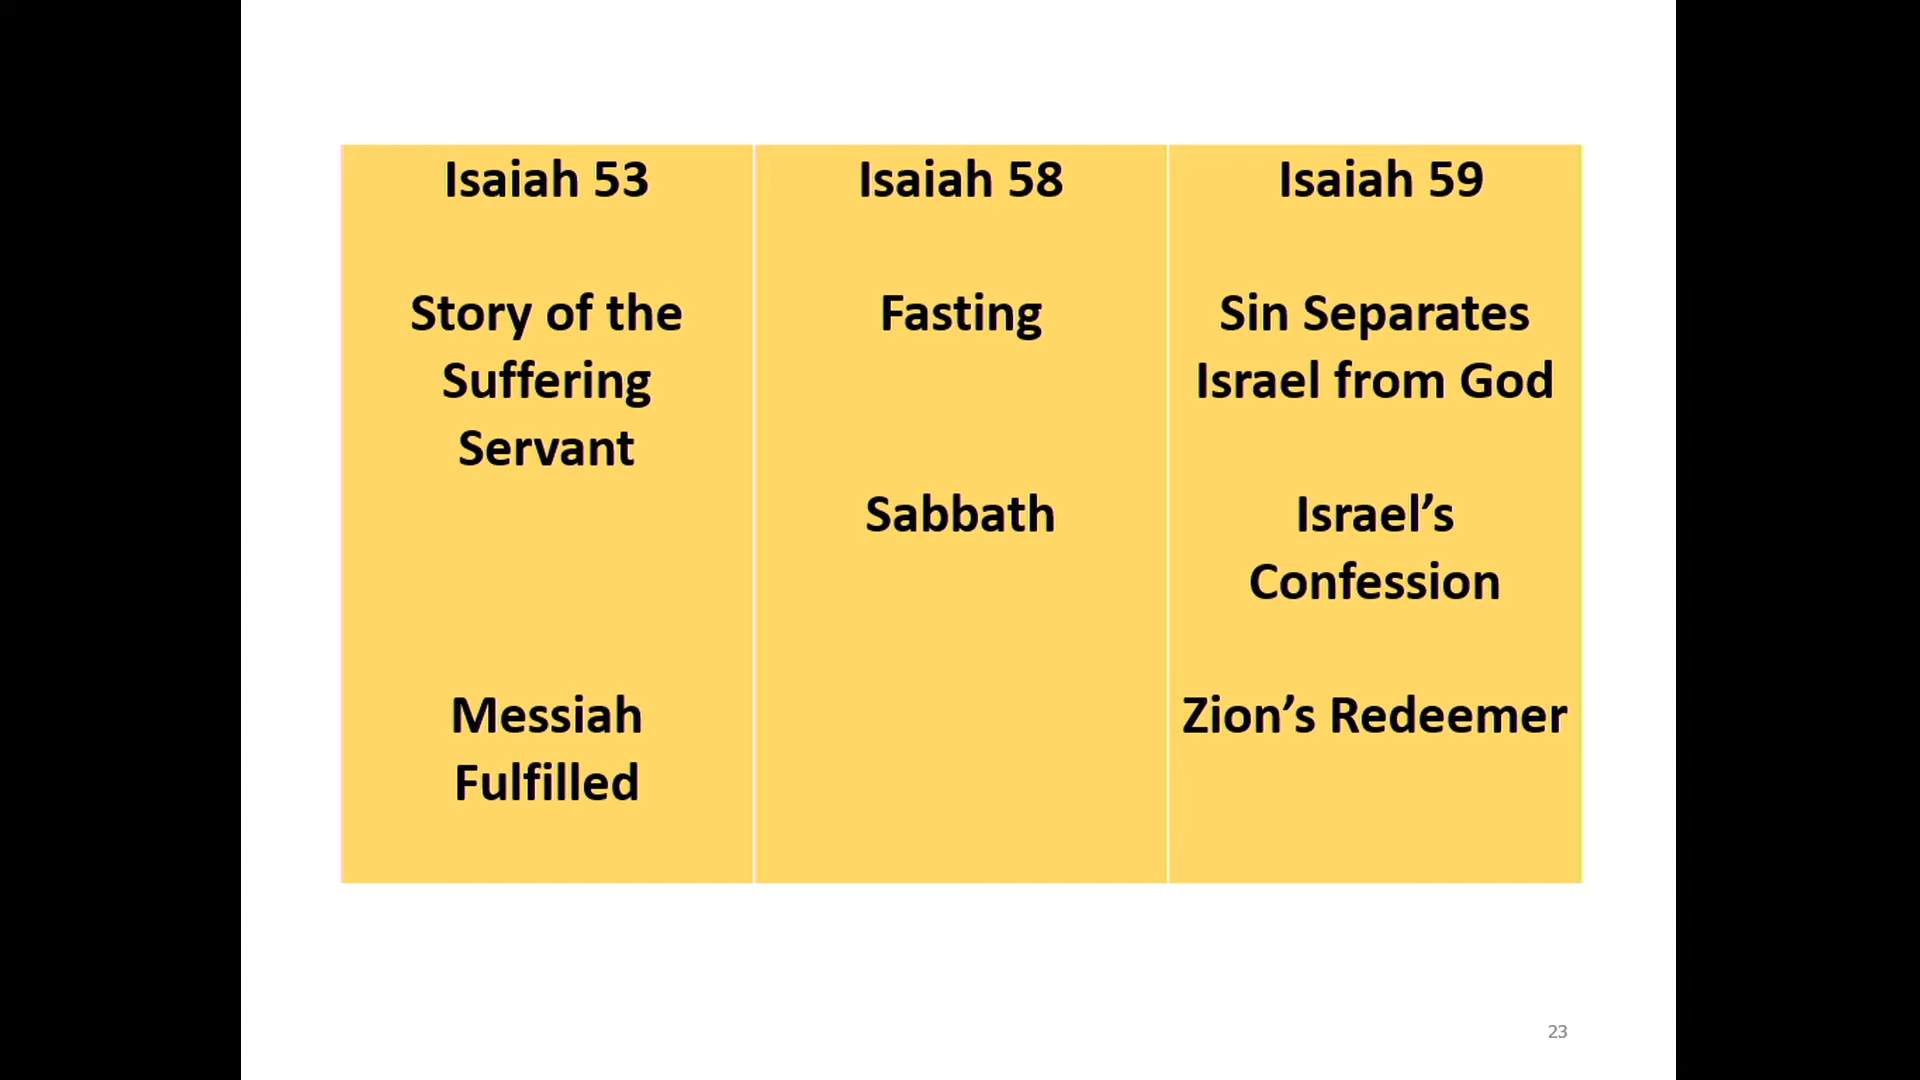 Isaiah 53
Story of the
Suffering
Servant
Messiah
Fulfilled
Isaiah 58
Fasting
Sabbath
Isaiah 59
Sin Separates
Israel from God
Israel’s
Confession
Zion’s Redeemer
23